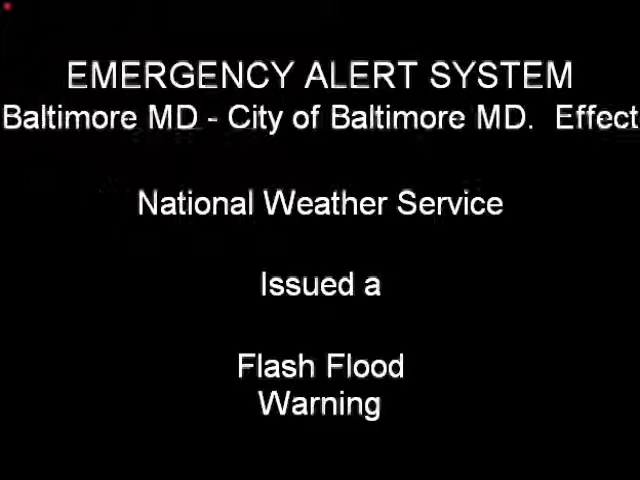 EMERGENCY ALERT SYSTEM
Baltimore MD - City of Baltimore MD.  Effect
National Weather Service
Issued a
Flash Flood
Warning